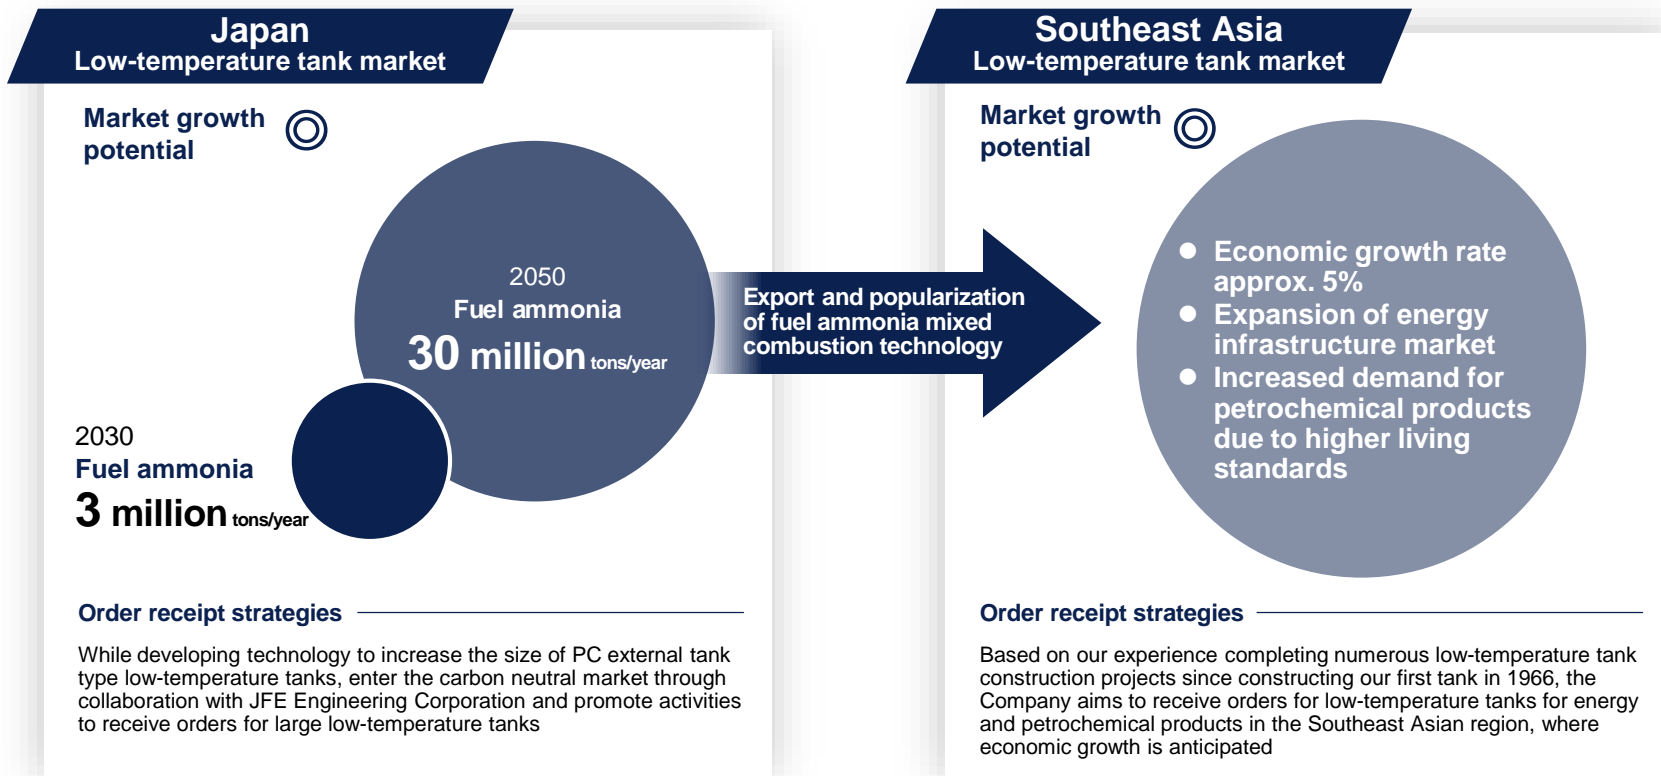 Japan
Low-temperature tank market
Market growth
potential
2050
Fuel ammonia
30 million tons/year
2030
Fuel ammonia
3 million tons/year
Order receipt strategies
While developing technology to increase the size of PC external tank
type low-temperature tanks, enter the carbon neutral market through
collaboration with JFE Engineering Corporation and promote activities
to receive orders for large low-temperature tanks
Export and popularization
of fuel ammonia mixed
combustion technology
Southeast Asia
Low-temperature tank market
Market growth
potential
● Economic growth rate
approx. 5%
● Expansion of energy
infrastructure market
● Increased demand for
petrochemical products
due to higher living
standards
Order receipt strategies
Based on our experience completing numerous low-temperature tank
construction projects since constructing our first tank in 1966, the
Company aims to receive orders for low-temperature tanks for energy
and petrochemical products in the Southeast Asian region, where
economic growth is anticipated